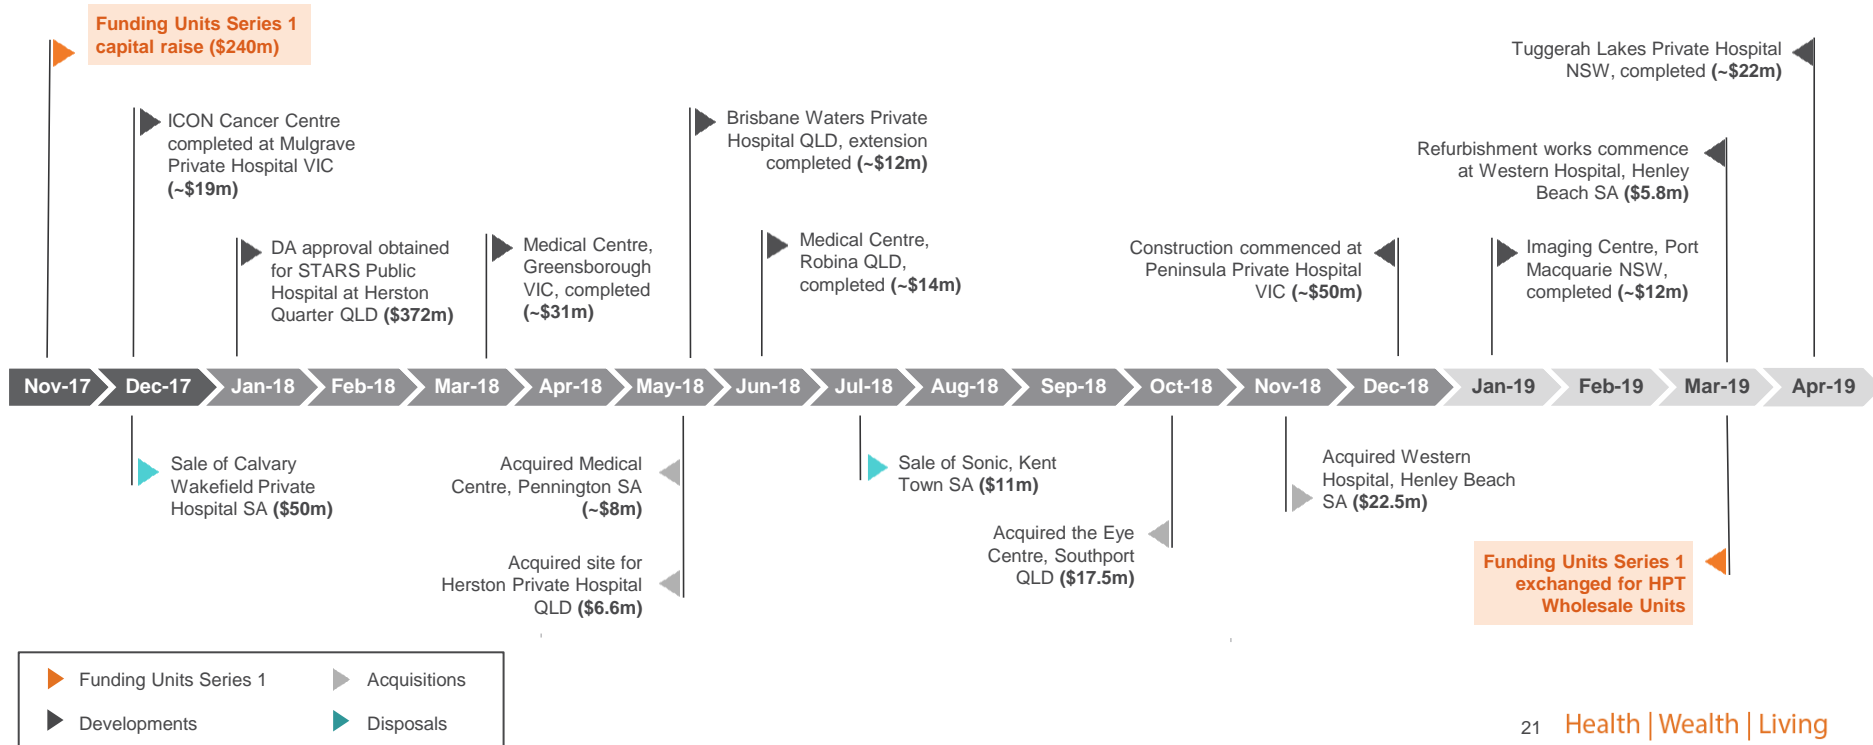 Funding Units Series 1
capital raise ($240m)
Tuggerah Lakes Private Hospital
NSW, completed (~$22m)
ICON Cancer Centre
completed at Mulgrave
Private Hospital VIC
(~$19m)
Brisbane Waters Private
Hospital QLD, extension
completed (~$12m)
Refurbishment works commence
at Western Hospital, Henley
Beach SA ($5.8m)
DA approval obtained
for STARS Public
Hospital at Herston
Quarter QLD ($372m)
Medical Centre,
Greensborough
VIC, completed
(~$31m)
Medical Centre,
Robina QLD,
completed (~$14m)
Construction commenced at
Peninsula Private Hospital
VIC (~$50m)
Imaging Centre, Port
Macquarie NSW,
completed (~$12m)
Nov-17 Dec-17 Jan-18 Feb-18 Mar-18 Apr-18 May-18 Jun-18 Jul-18 Aug-18 Sep-18 Oct-18 Nov-18 Dec-18 Jan-19 Feb-19 Mar-19 Apr-19
Sale of Calvary
Wakefield Private
Hospital SA ($50m)
Acquired Medical
Centre, Pennington SA
(~$8m)
Acquired site for
Herston Private Hospital
QLD ($6.6m)
Sale of Sonic, Kent
Town SA ($11m)
Acquired the Eye
Centre, Southport
QLD ($17.5m)
Acquired Western
Hospital, Henley Beach
SA ($22.5m)
Funding Units Series 1
exchanged for HPT
Wholesale Units
Funding Units Series 1
Acquisitions
Developments
Disposals
21 Health | Wealth | Living